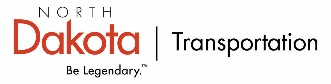 NORTH
Dakota | Transportation
Be Legendary.™